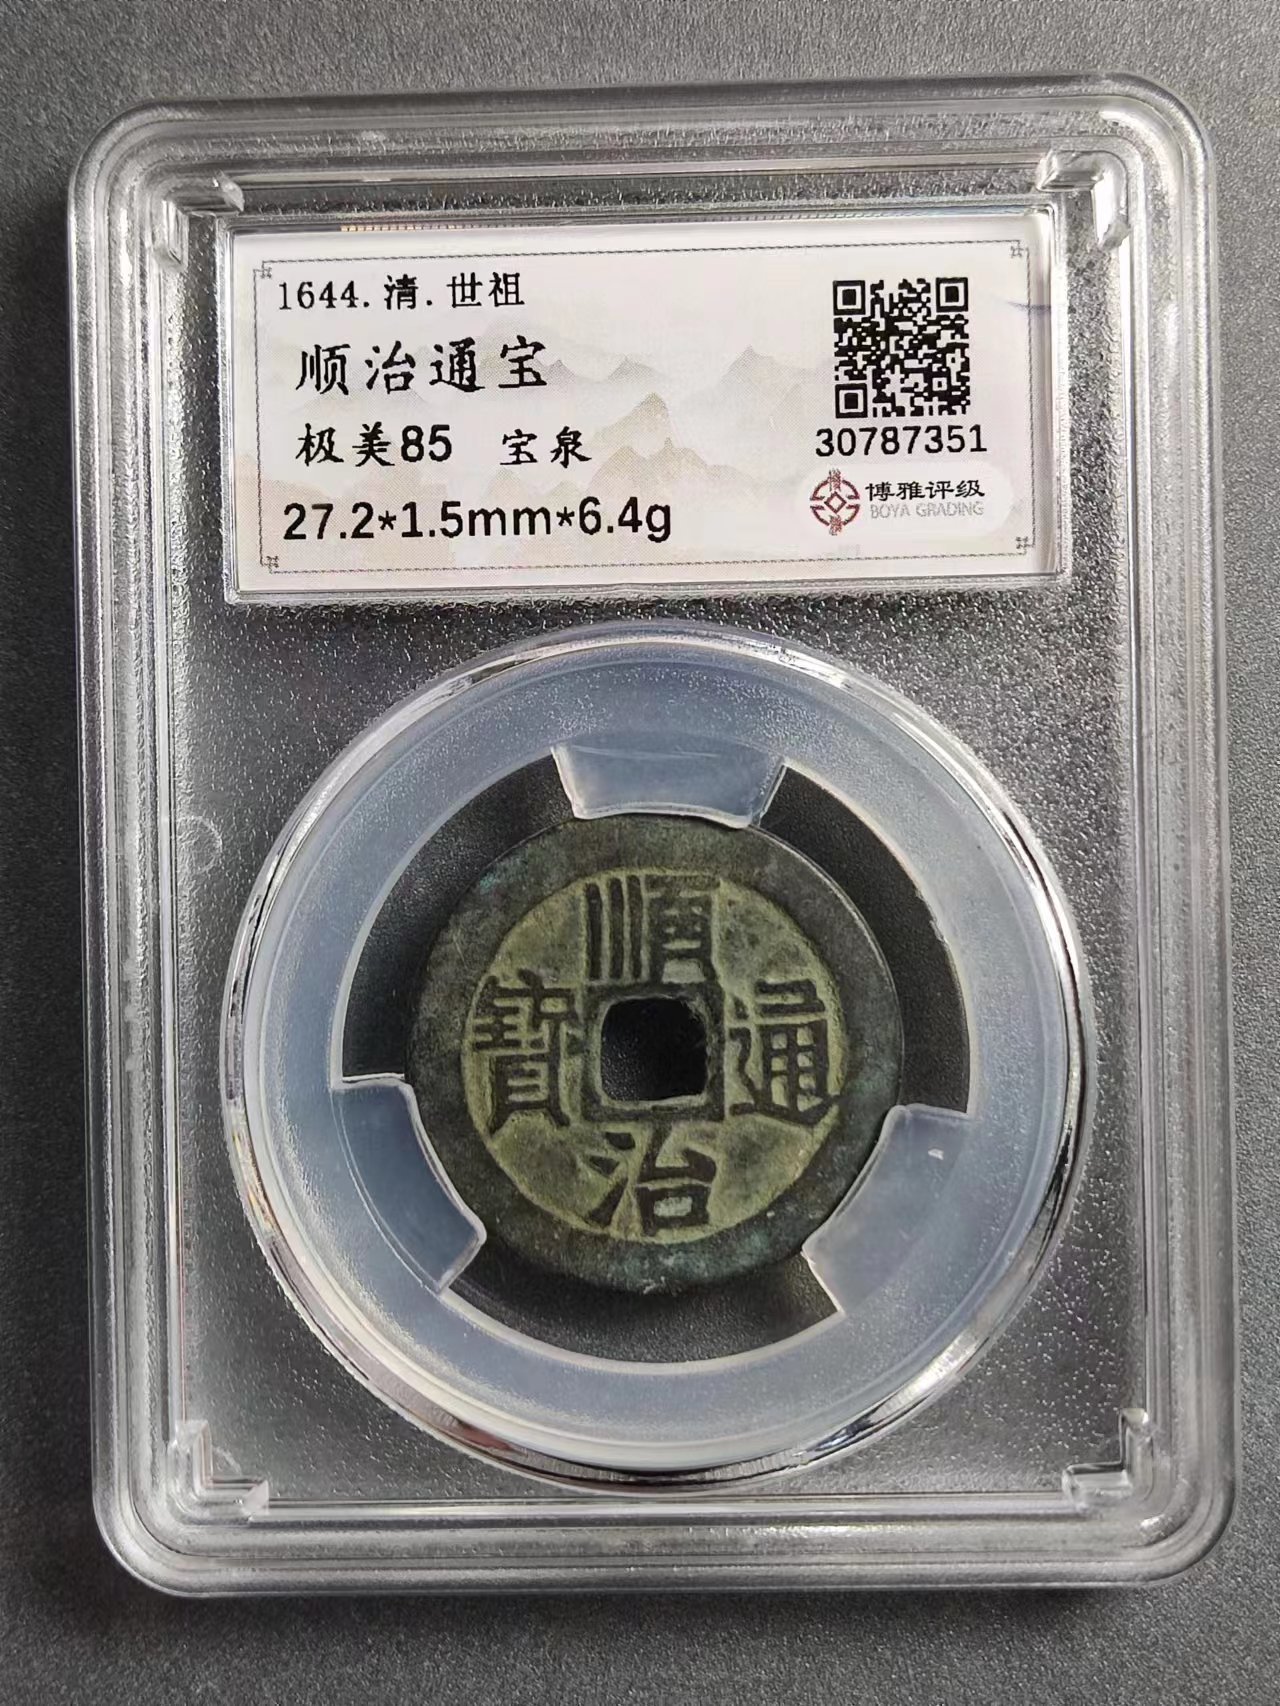 1644.清.世祖
顺治通宝
极美85 宝泉
27.2*1.5mm*6.4g
30787351
博雅评级
BOYA GRADING
順
寶 通
治